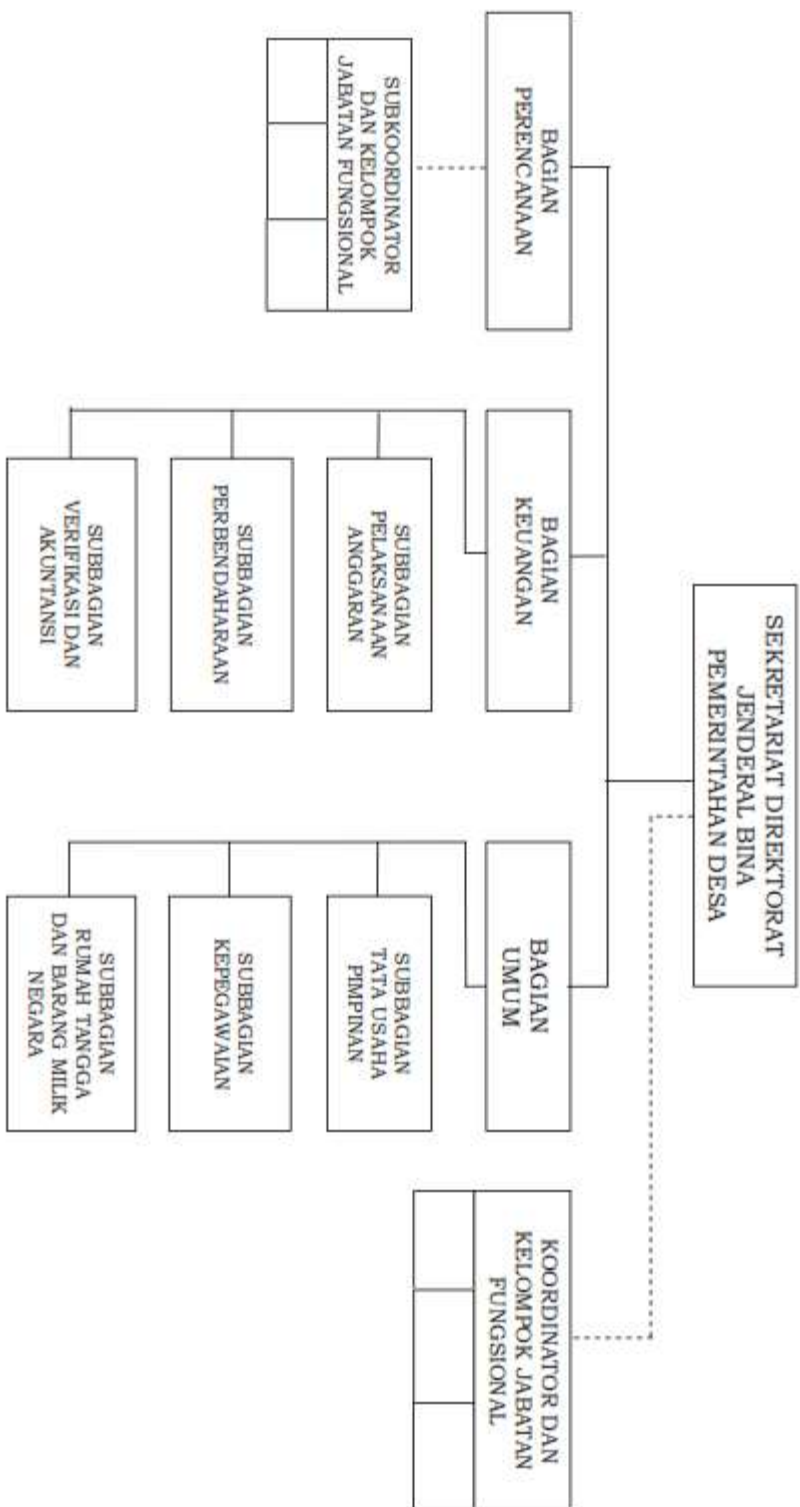 SEKRETARIAT DIREKTORAT
JENDERAL BINA
PEMERINTAHAN DESA
BAGIAN
PERENCANAAN
BAGIAN
KEUANGAN
BAGIAN
UMUM
KOORDINATOR DAN
KELOMPOK JABATAN
FUNGSIONAL
SUBKOORDINATOR
DAN KELOMPOK
JABATAN FUNGSIONAL
SUBBAGIAN
PELAKSANAAN
ANGGARAN
SUBBAGIAN
PERBENDAHARAAN
SUBBAGIAN
VERIFIKASI DAN
AKUNTANSI
SUBBAGIAN
TATA USAHA
PIMPINAN
SUBBAGIAN
KEPEGAWAIAN
SUBBAGIAN
RUMAH TANGGA
DAN BARANG MILIK
NEGARA